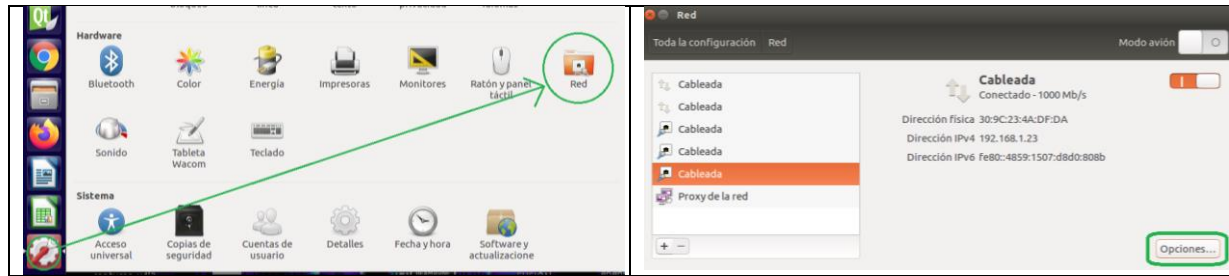 Hardware
Bluetooth Color Energía Impresoras Monitores Ratón y panel táctil Red
Sonido Tableta Wacom Teclado
Sistema
Acceso universal Copias de seguridad Cuentas de usuario Detalles Fecha y hora Software y actualizacione
Red
Toda la configuración Red Modo avión
Cableada
Cableada
Cableada
Cableada
Cableada
Proxy de la red
Cableada
Conectado - 1000 Mb/s
Dirección física 30:9C:23:4A:DF:DA
Dirección IPv4 192.168.1.23
Dirección IPv6 fe80::4859:1507:d8d0:808b
Opciones...